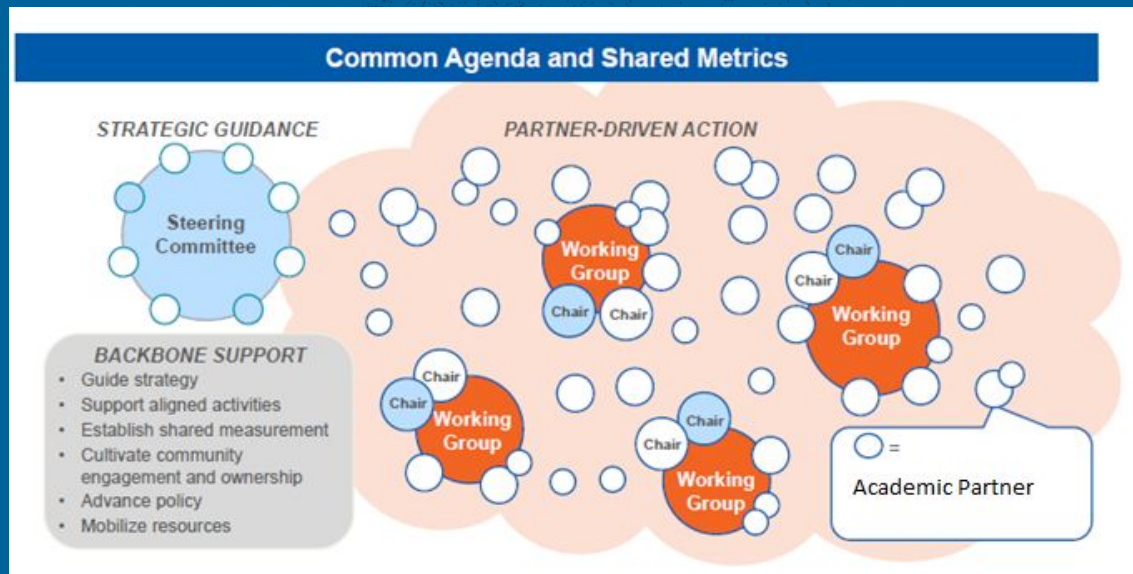 Common Agenda and Shared Metrics
STRATEGIC GUIDANCE
Steering
Committee
BACKBONE SUPPORT
• Guide strategy
• Support aligned activities
• Establish shared measurement
• Cultivate community
engagement and ownership
• Advance policy
• Mobilize resources
PARTNER-DRIVEN ACTION
Working
Group
Chair
Chair
Chair
Chair
Working
Group
Chair
Chair
Working
Group
Chair
Chair
Working
Group
=
Academic Partner